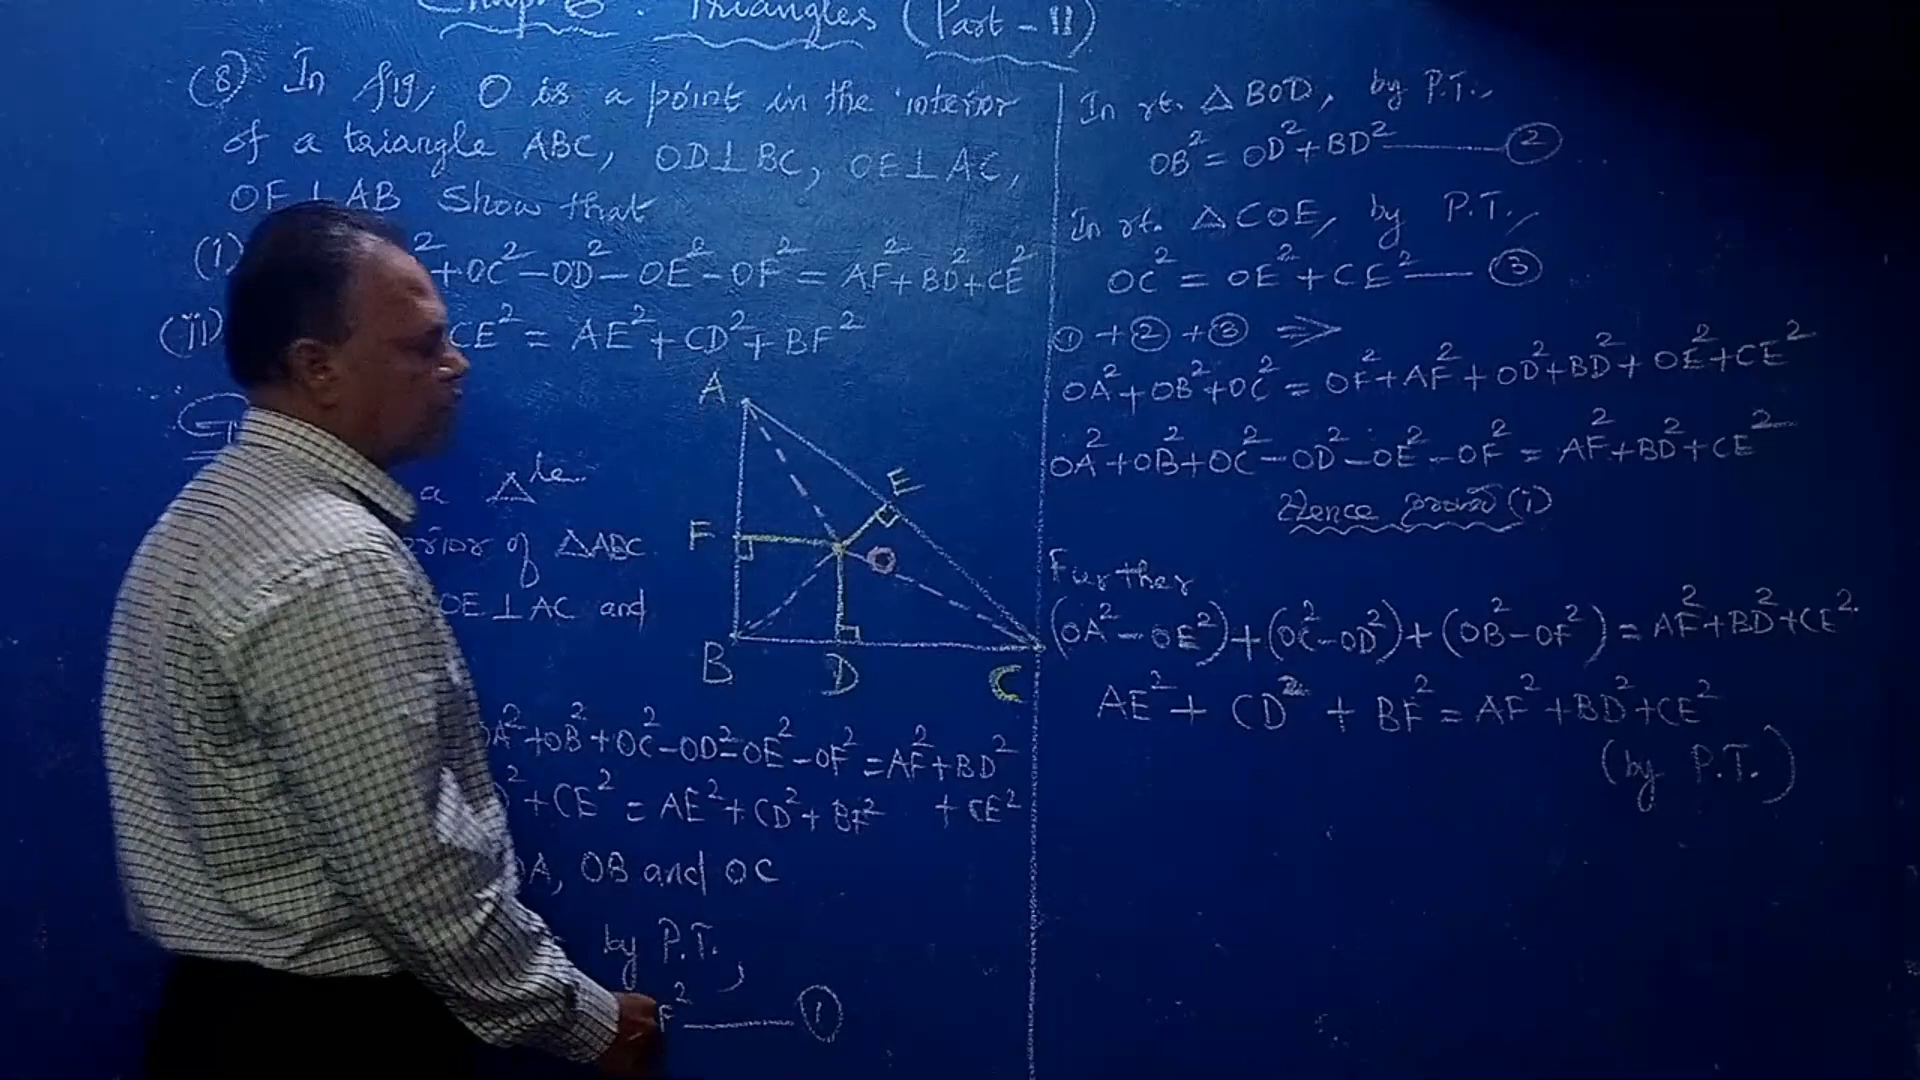 Chap 6 : Triangles (Part - II)
(8) In fig, O is a point in the interior
of a triangle ABC, OD⊥BC, OE⊥AC,
OF⊥AB Show that
(i) ²+OC²-OD²-OE²-OF² = AF²+BD²+CE²
(ii) CE² = AE²+CD²+BF²
a △le
of △ABC
OE⊥AC and
A
E
F
O
B
D
C
OA²+OB²+OC²-OD²-OE²-OF² = AF²+BD²
²+CE² = AE²+CD²+BF² +CE²
OA, OB and OC
by P.T.,
F² —— ①
In rt. △BOD, by P.T.,
OB² = OD²+BD² —— ②
In rt. △COE, by P.T.,
OC² = OE²+CE² —— ③
①+②+③ ⇒
OA²+OB²+OC² = OF²+AF²+OD²+BD²+OE²+CE²
OA²+OB²+OC²-OD²-OE²-OF² = AF²+BD²+CE²
Hence proved (i)
Further
(OA²-OE²)+(OC²-OD²)+(OB²-OF²) = AF²+BD²+CE².
AE²+CD²+BF² = AF²+BD²+CE²
(by P.T.)